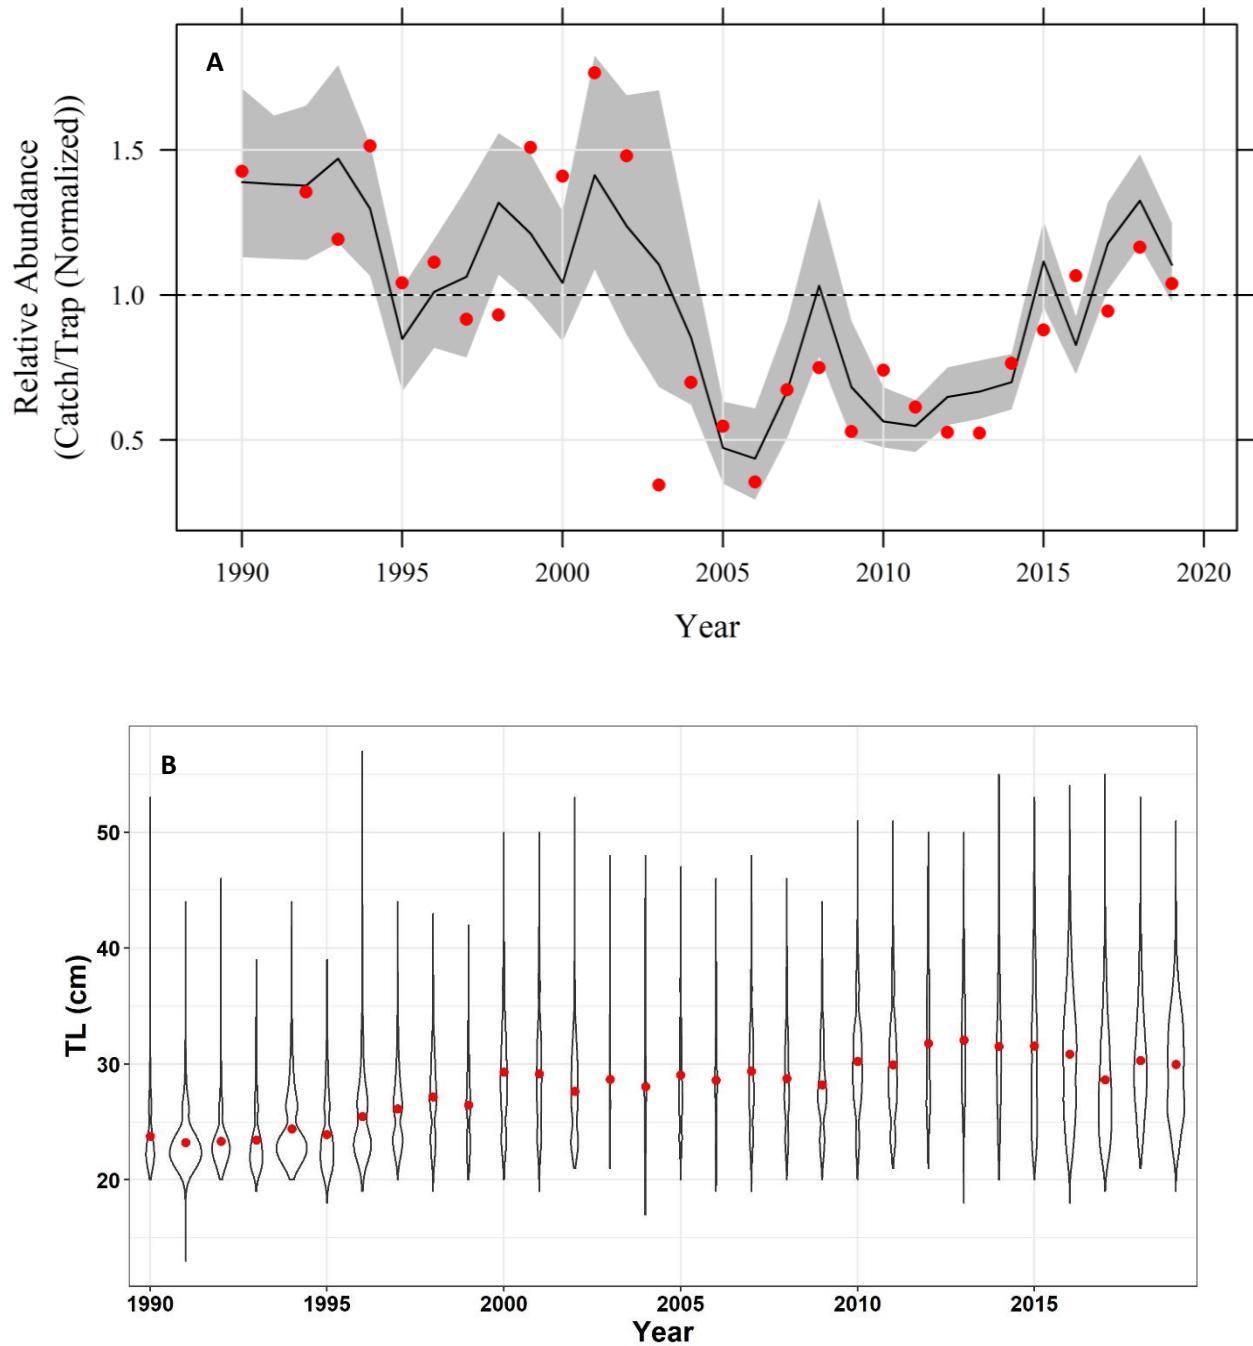 A
Relative Abundance
(Catch/Trap (Normalized))
1.5
1.0
0.5
1990 1995 2000 2005 2010 2015 2020
Year
B
TL (cm)
50
40
30
20
1990 1995 2000 2005 2010 2015
Year